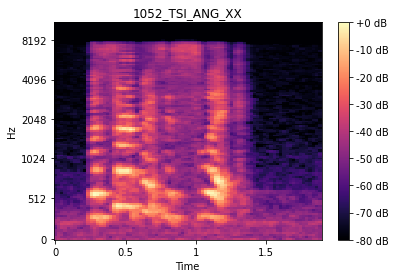 1052_TSI_ANG_XX
+0 dB
8192
-10 dB
4096
-20 dB
-30 dB
2048
-40 dB
Hz
1024
-50 dB
512
-60 dB
-70 dB
0
-80 dB
0
0.5
1
1.5
Time